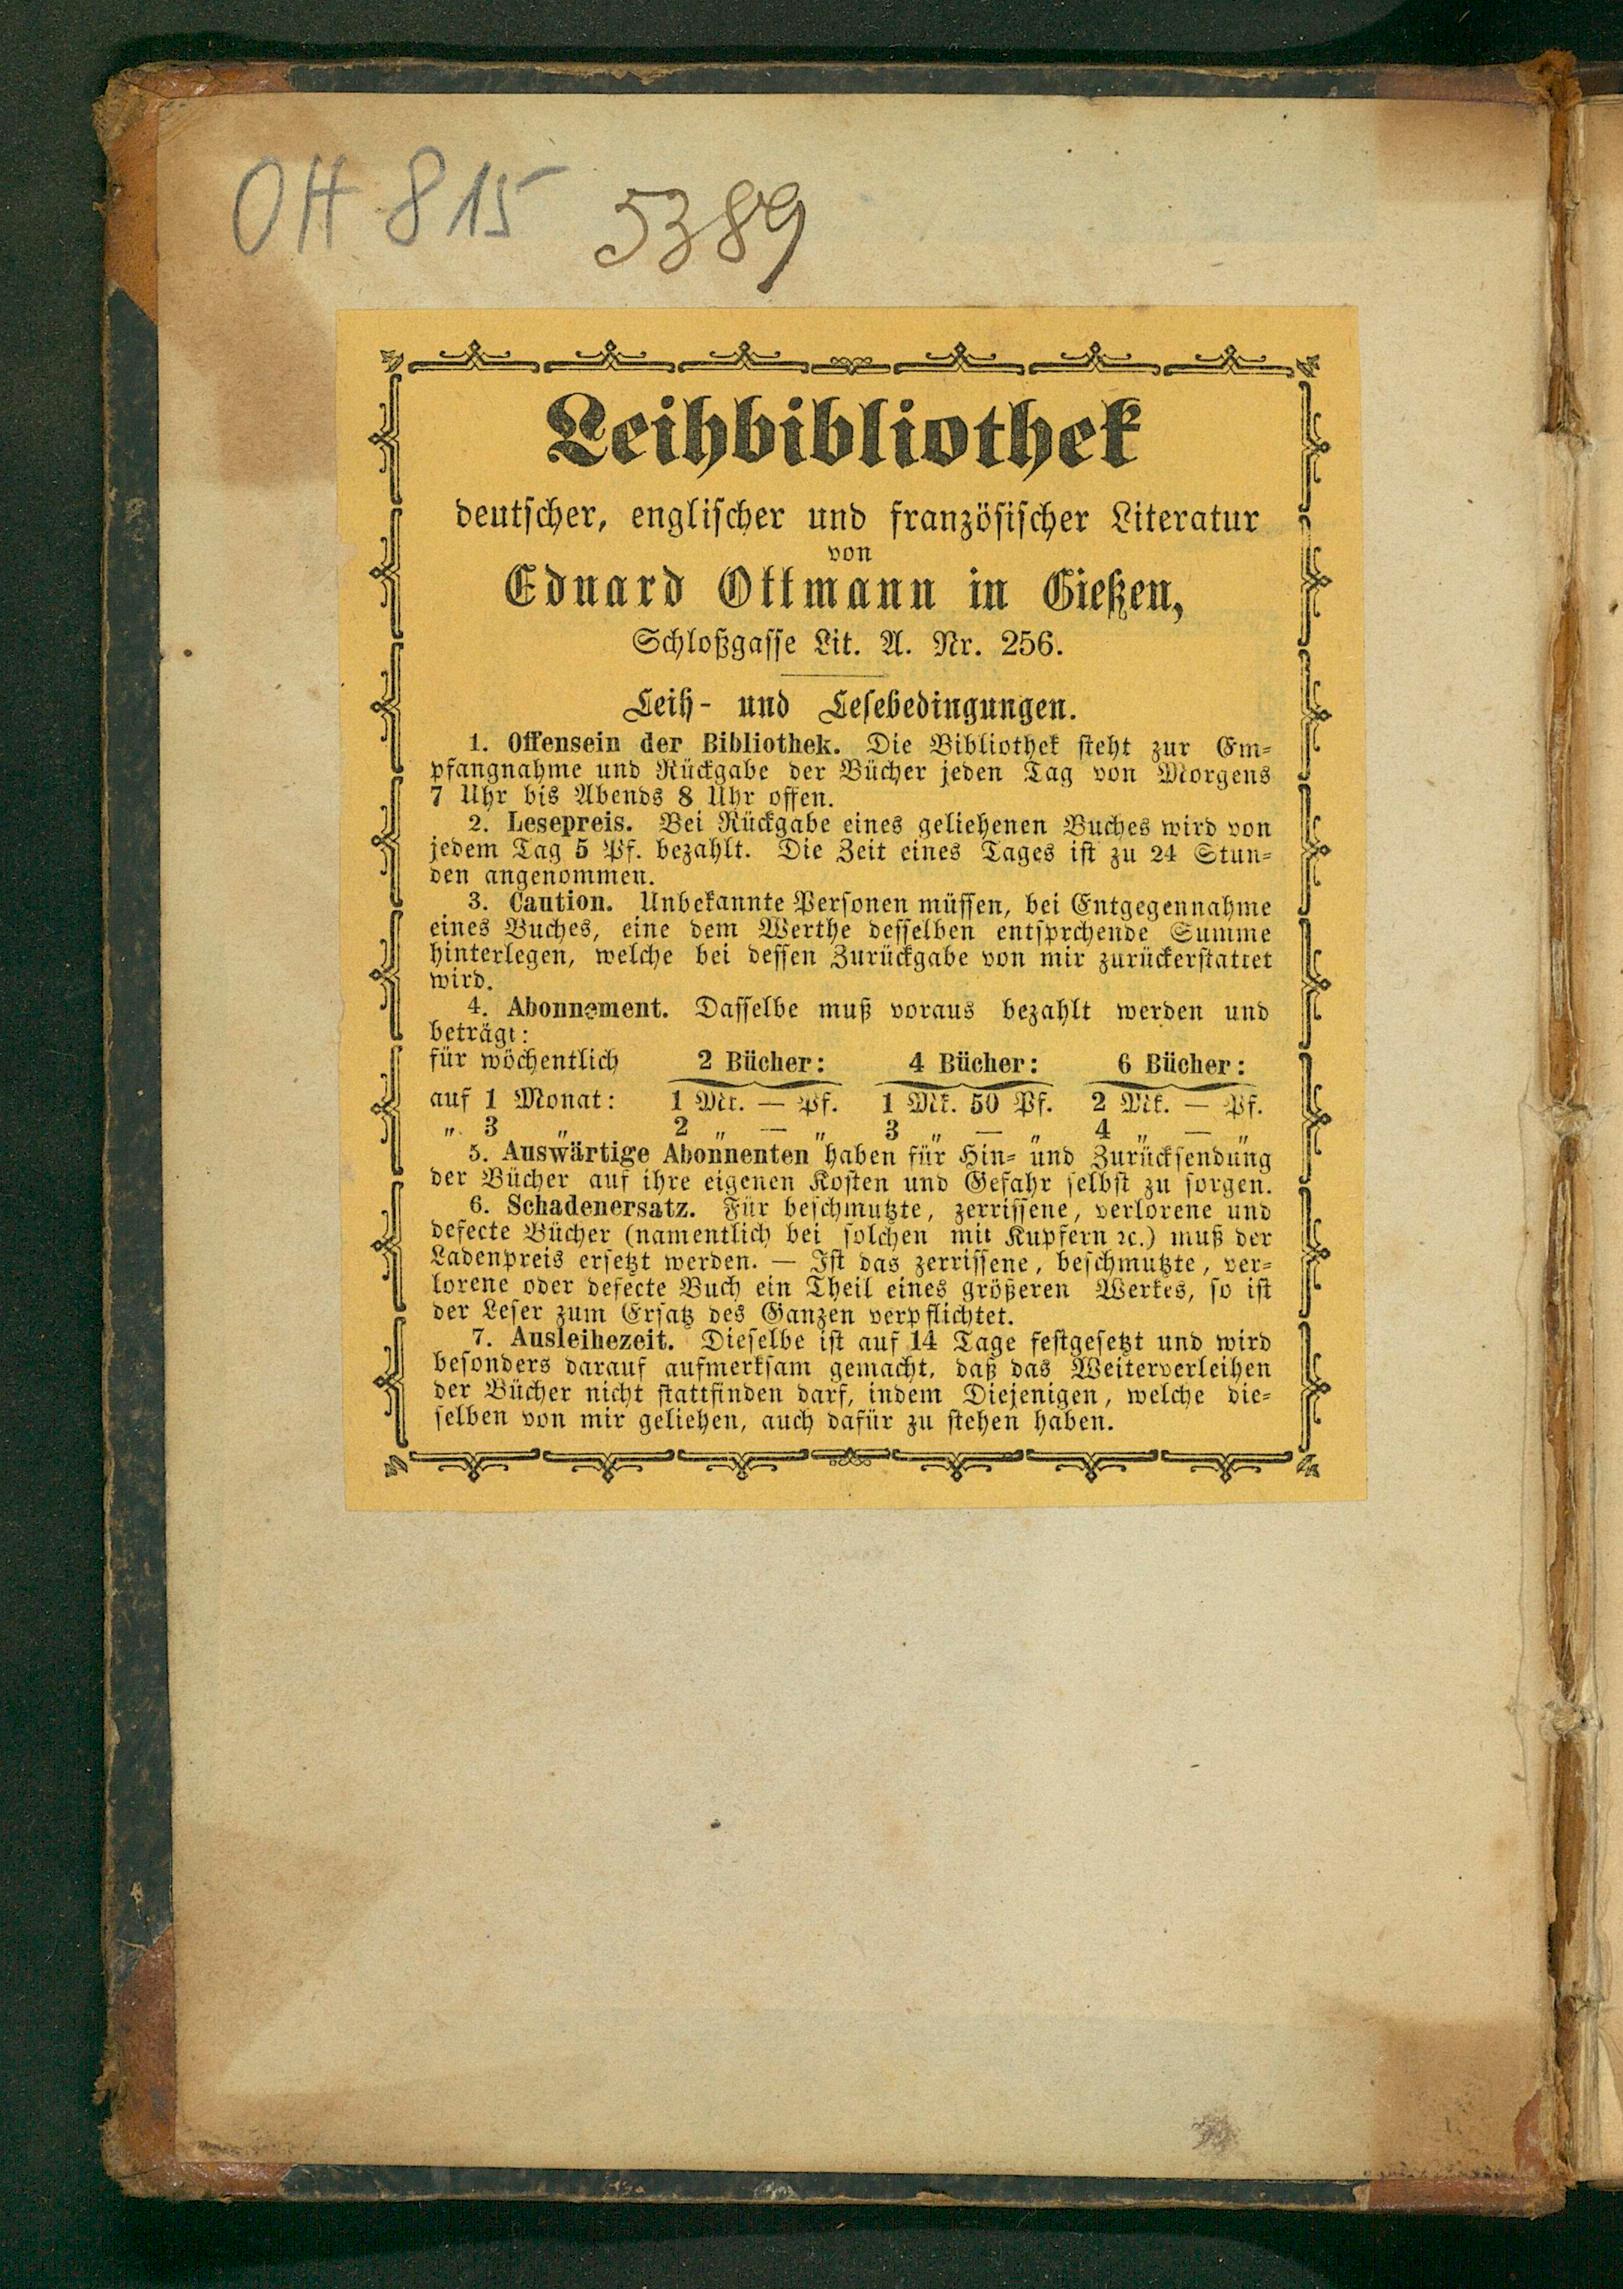 OH 815 5389
Leihbibliothek
deutscher, englischer und französischer Literatur
von
Eduard Ottmann in Gießen,
Schloßgasse Lit. A. Nr. 256.
Leih- und Lesebedingungen.
1. Offensein der Bibliothek. Die Bibliothek steht zur Em-
pfangnahme und Rückgabe der Bücher jeden Tag von Morgens
7 Uhr bis Abends 8 Uhr offen.
2. Lesepreis. Bei Rückgabe eines geliehenen Buches wird von
jedem Tag 5 Pf. bezahlt. Die Zeit eines Tages ist zu 24 Stun-
den angenommen.
3. Caution. Unbekannte Personen müssen, bei Entgegennahme
eines Buches, eine dem Werthe desselben entsprchende Summe
hinterlegen, welche bei dessen Zurückgabe von mir zurückerstattet
wird.
4. Abonnement. Dasselbe muß voraus bezahlt werden und
beträgt:
für wöchentlich 2 Bücher: 4 Bücher: 6 Bücher:
auf 1 Monat: 1 Mk. — Pf. 1 Mk. 50 Pf. 2 Mk. — Pf.
„ 3 „ 2 „ — „ 3 „ — „ 4 „ — „
5. Auswärtige Abonnenten haben für Hin- und Zurücksendung
der Bücher auf ihre eigenen Kosten und Gefahr selbst zu sorgen.
6. Schadenersatz. Für beschmutzte, zerrissene, verlorene und
defecte Bücher (namentlich bei solchen mit Kupfern ꝛc.) muß der
Ladenpreis ersetzt werden. — Ist das zerrissene, beschmutzte, ver-
lorene oder defecte Buch ein Theil eines größeren Werkes, so ist
der Leser zum Ersatz des Ganzen verpflichtet.
7. Ausleihezeit. Dieselbe ist auf 14 Tage festgesetzt und wird
besonders darauf aufmerksam gemacht, daß das Weiterverleihen
der Bücher nicht stattfinden darf, indem Diejenigen, welche die-
selben von mir geliehen, auch dafür zu stehen haben.